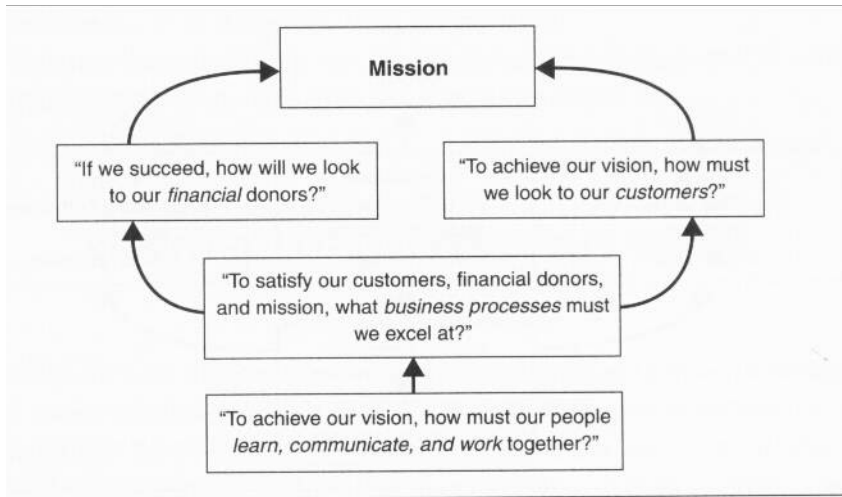 Mission
“If we succeed, how will we look
to our financial donors?”
“To achieve our vision, how must
we look to our customers?”
“To satisfy our customers, financial donors,
and mission, what business processes must
we excel at?”
“To achieve our vision, how must our people
learn, communicate, and work together?”